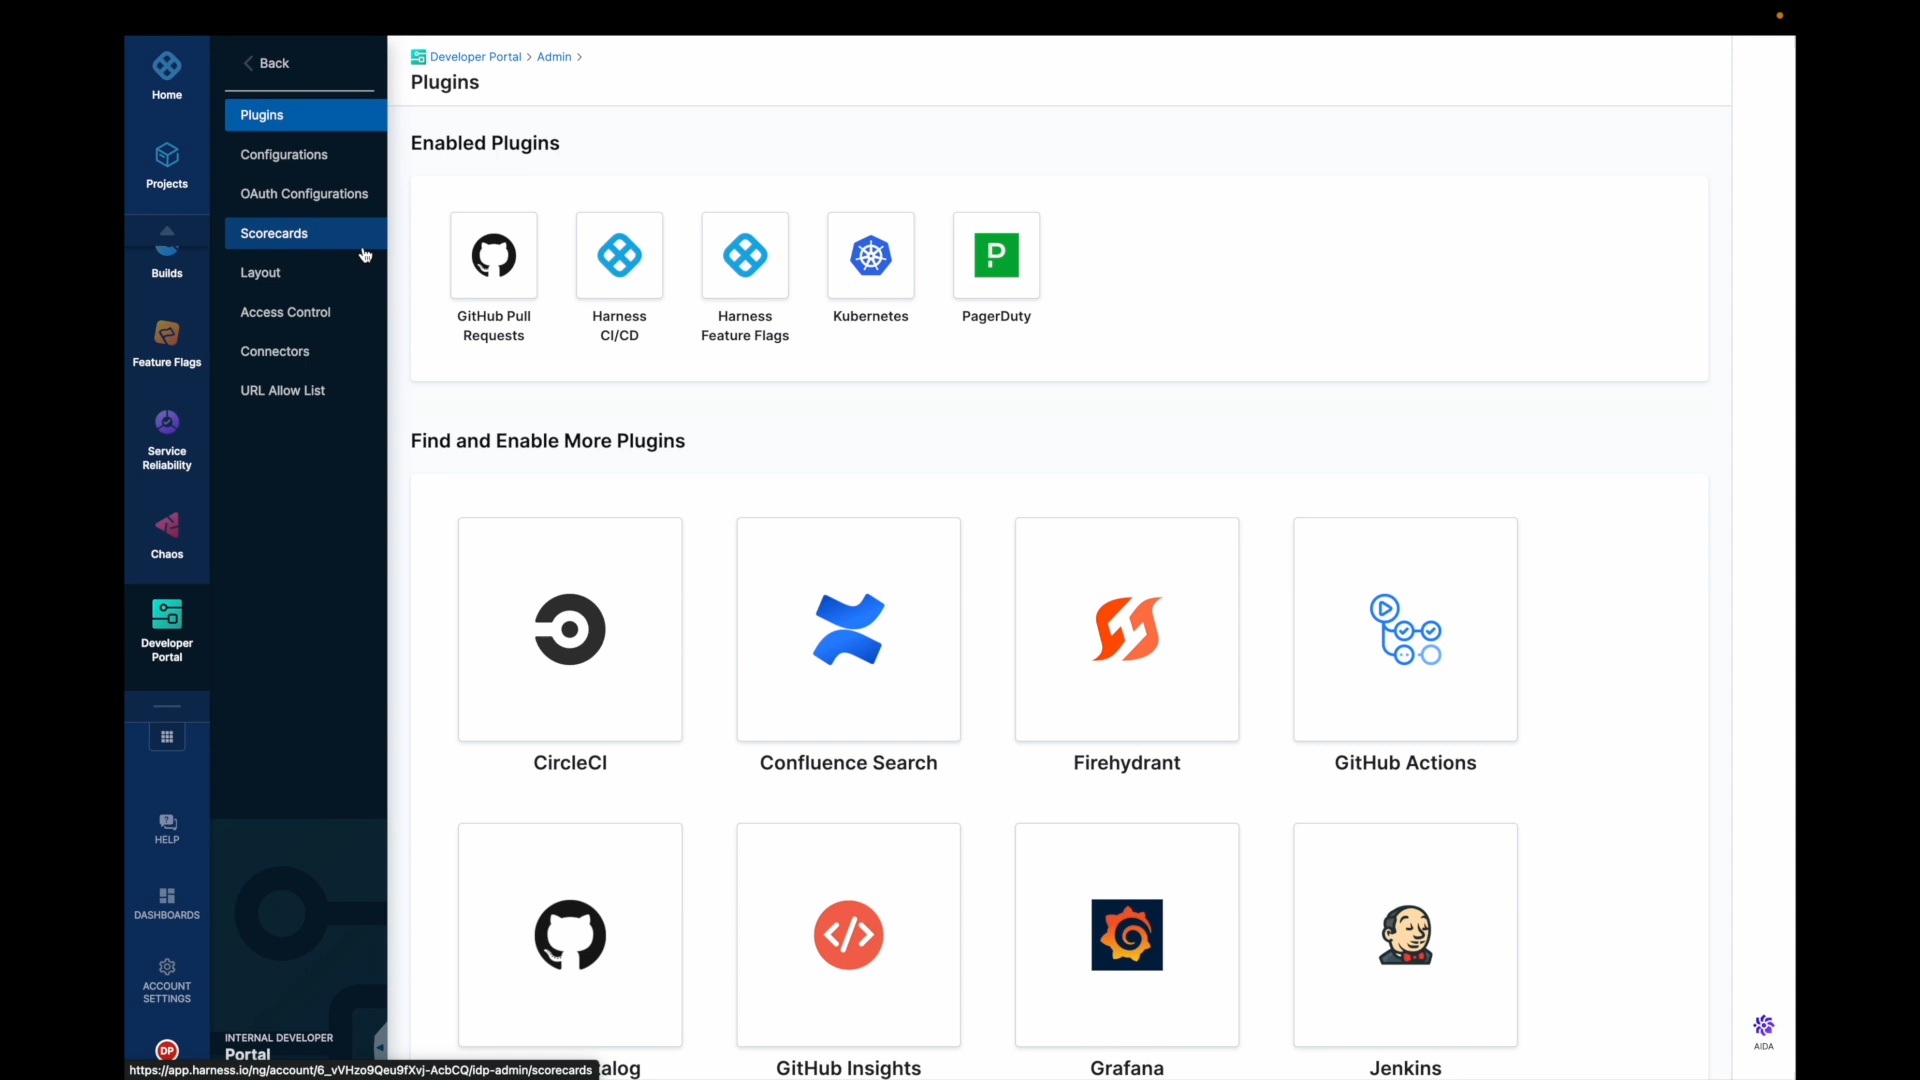 Home
Projects
Builds
Feature Flags
Service
Reliability
Chaos
Developer
Portal
HELP
DASHBOARDS
ACCOUNT
SETTINGS
DP
Back
Plugins
Configurations
OAuth Configurations
Scorecards
Layout
Access Control
Connectors
URL Allow List
INTERNAL DEVELOPER
Portal
https://app.harness.io/ng/account/6_vVHzo9Qeu9fXvj-AcbCQ/idp-admin/scorecards
Developer Portal > Admin >
Plugins
Enabled Plugins
GitHub Pull
Requests
Harness
CI/CD
Harness
Feature Flags
Kubernetes
P
PagerDuty
Find and Enable More Plugins
CircleCI
Confluence Search
Firehydrant
GitHub Actions
alog
GitHub Insights
Grafana
Jenkins
AIDA